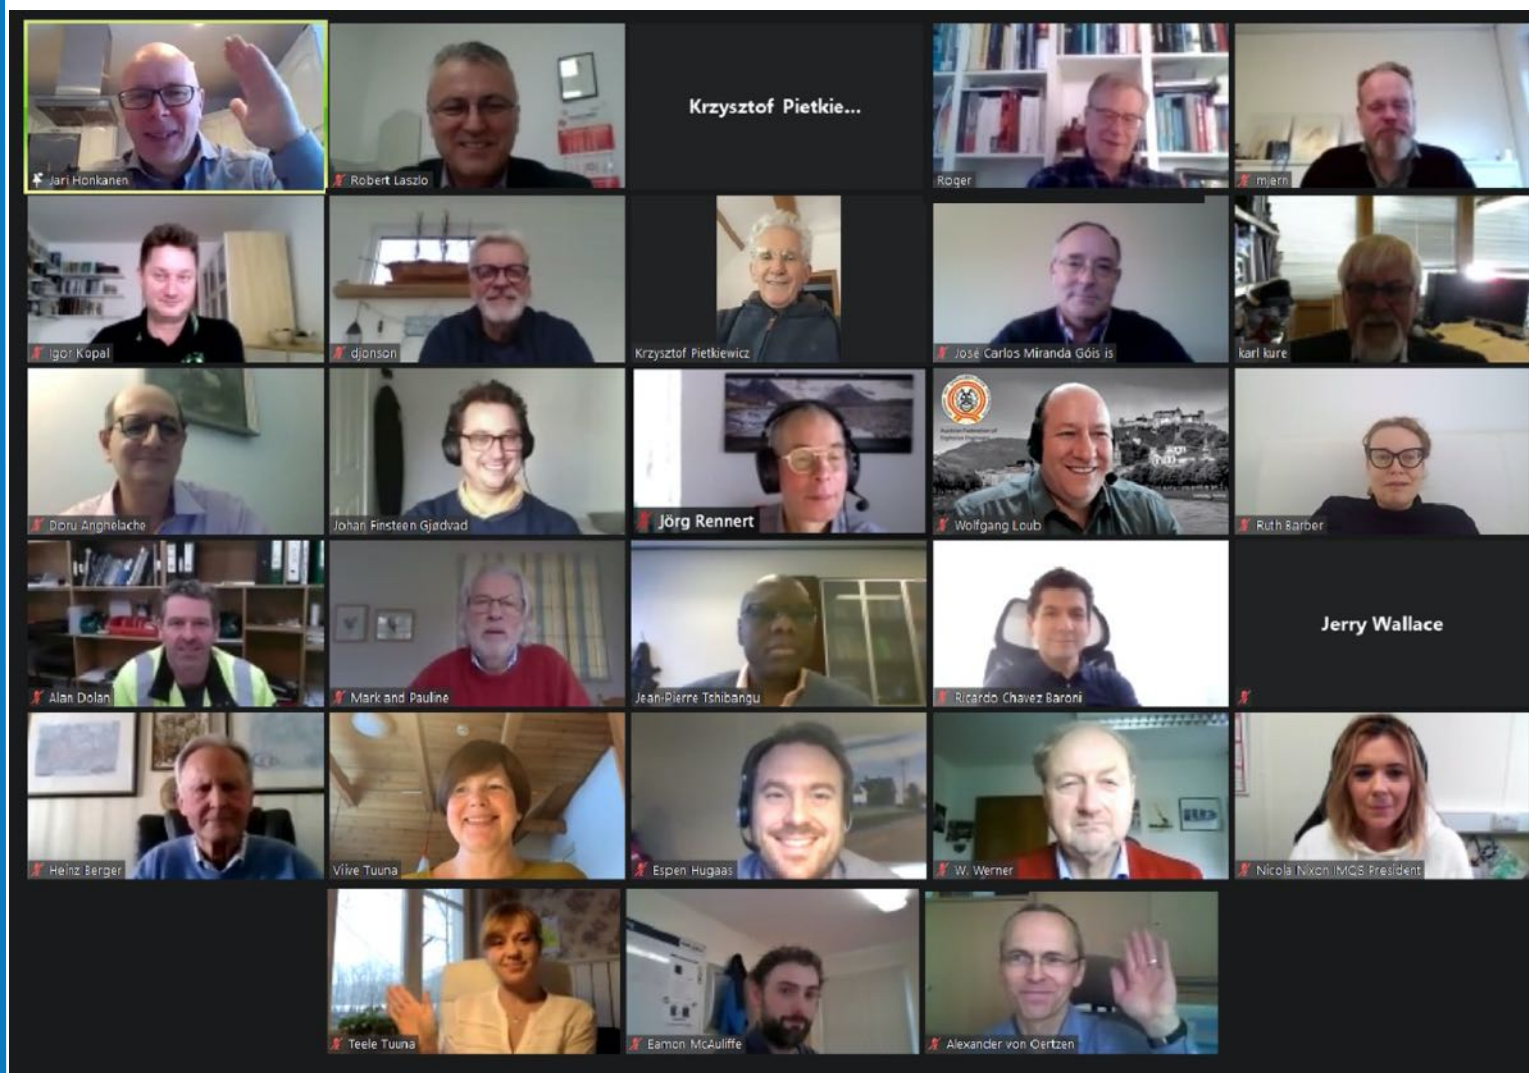 Krzysztof Pietkie...
Jari Honkanen
Robert Laszlo
Roger
mjern
Igor Kopal
djonson
Krzysztof Pietkiewicz
José Carlos Miranda Góis is
karl kure
Doru Anghelache
Johan Finsteen Gjødvad
Jörg Rennert
Austrian Federation of
Wolfgang Loub
Ruth Barber
Jerry Wallace
Alan Dolan
Mark and Pauline
Jean-Pierre Tshibangu
Ricardo Chavez Baroni
Heinz Berger
Viive Tuuna
Espen Hugaas
W. Werner
Nicola Nixon IMQS President
Teele Tuuna
Eamon McAuliffe
Alexander von Oertzen